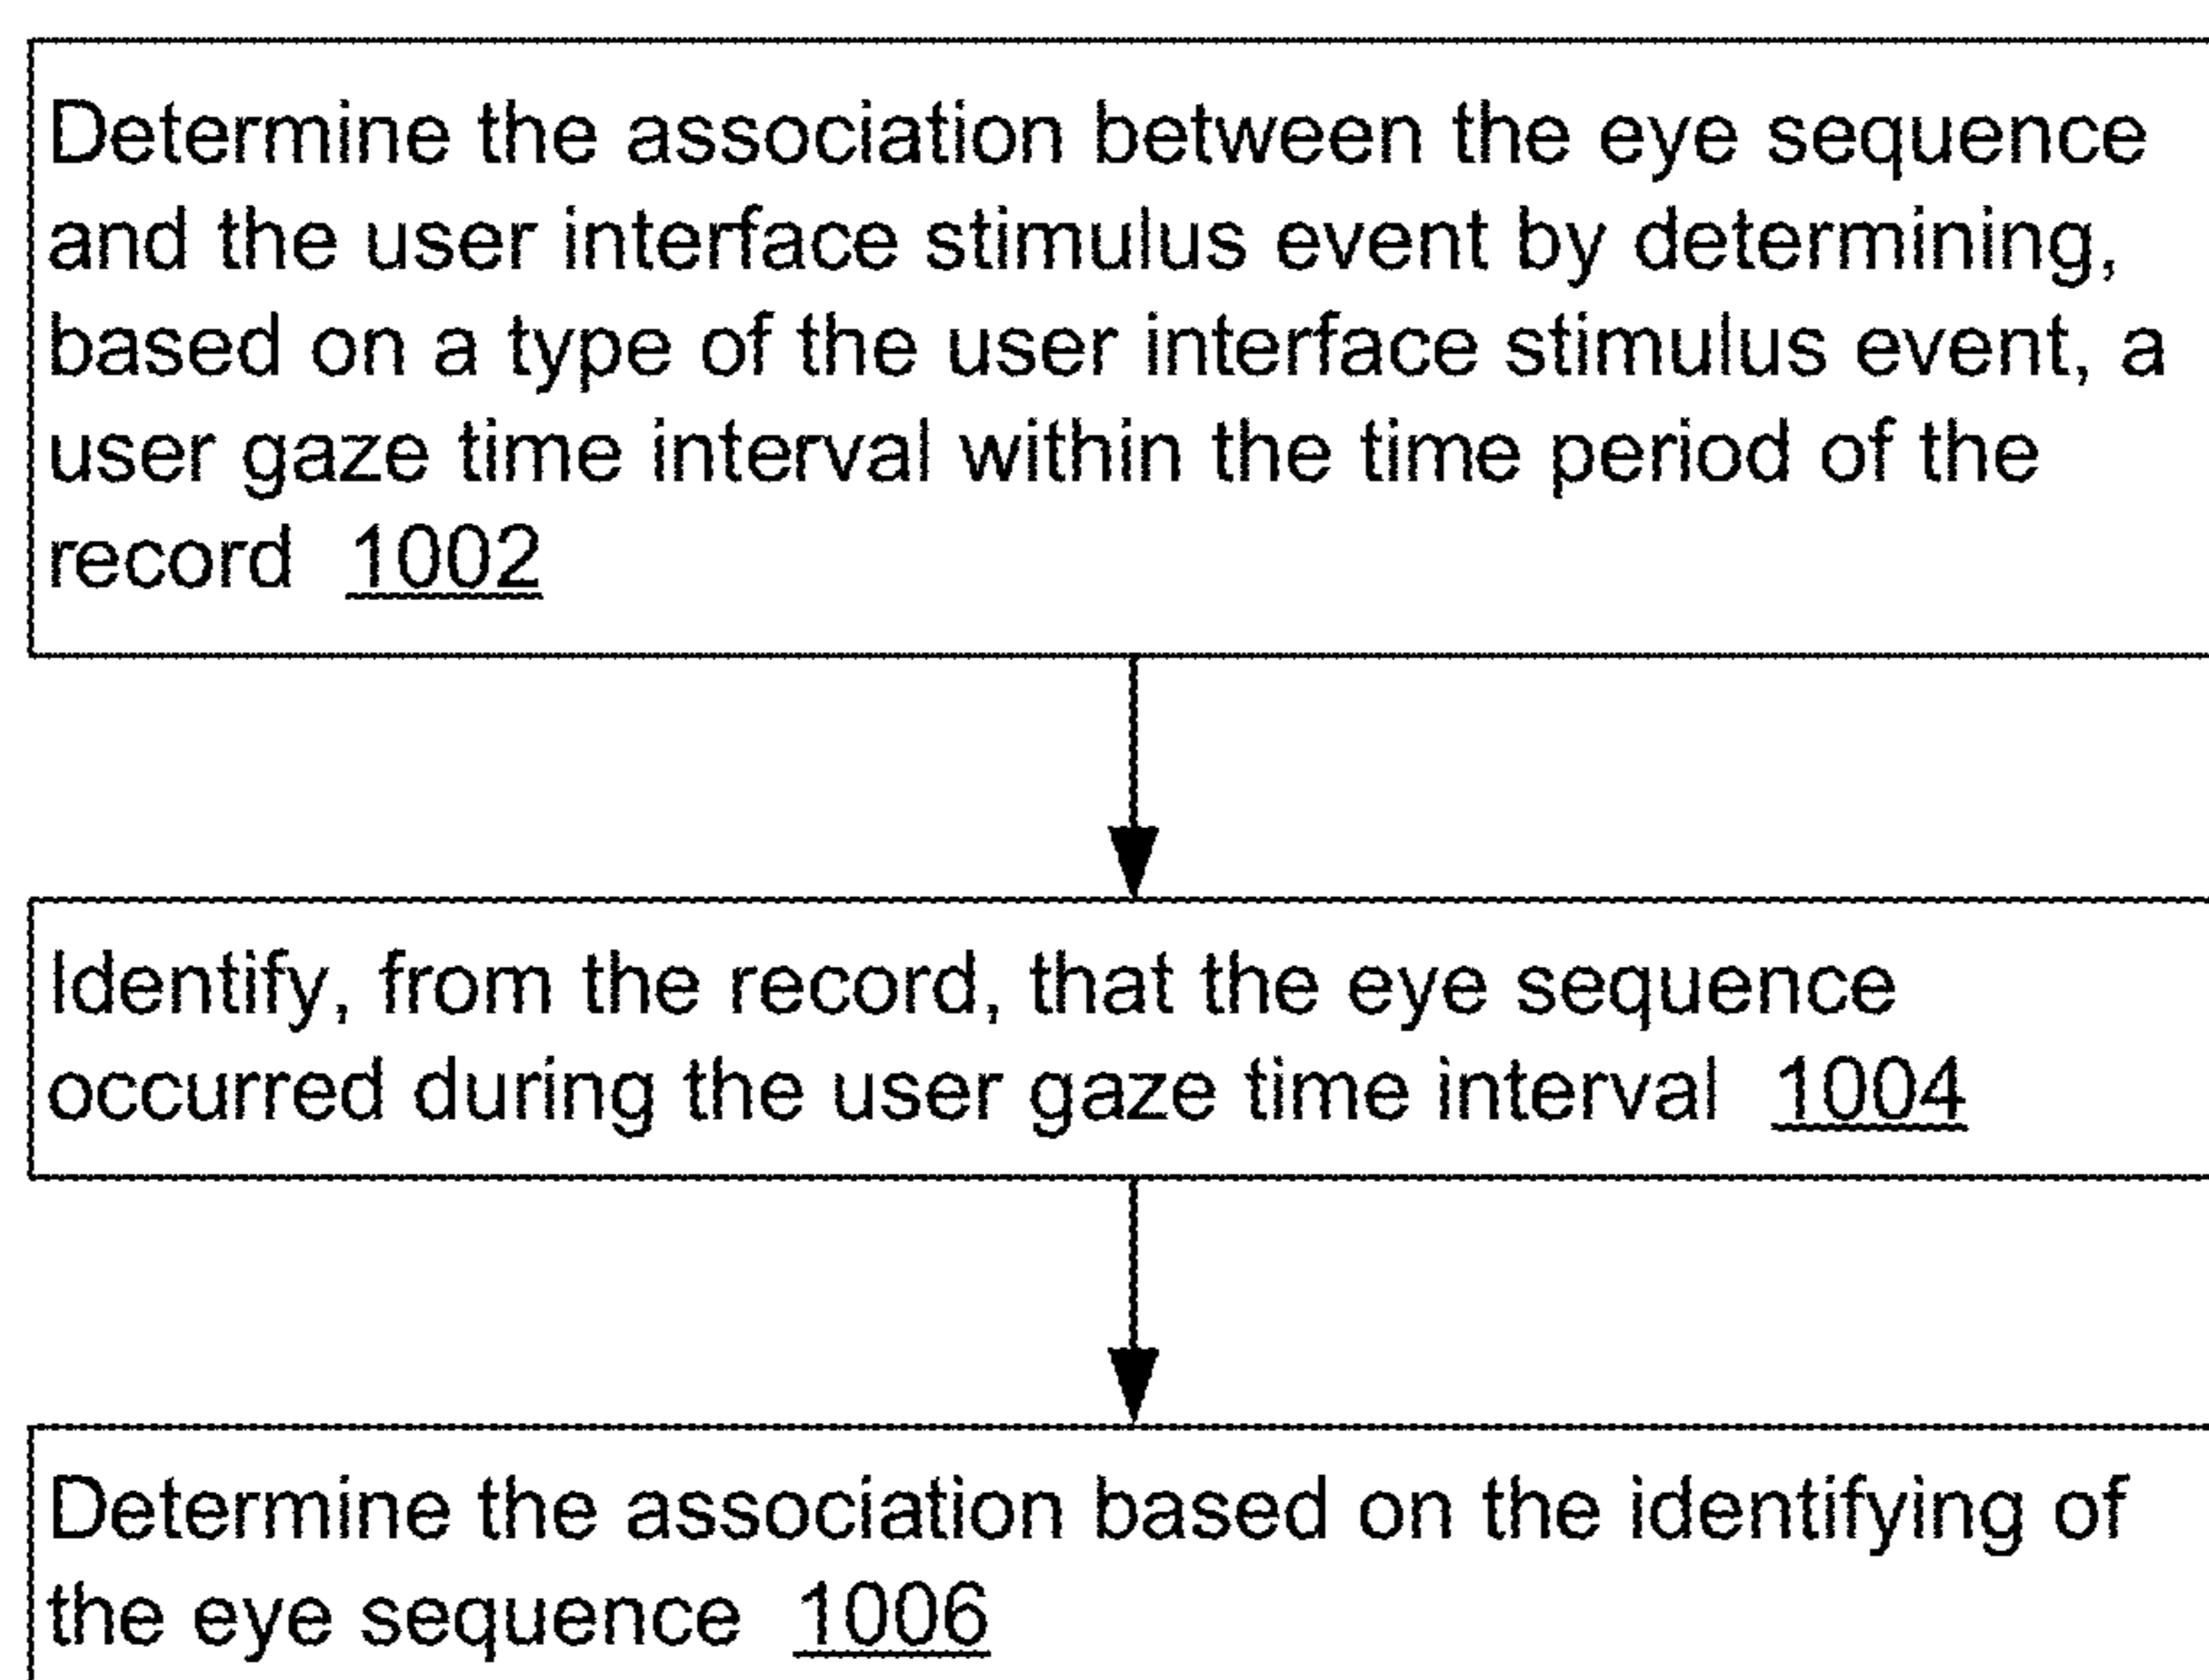 Determine the association between the eye sequence
and the user interface stimulus event by determining,
based on a type of the user interface stimulus event, a
user gaze time interval within the time period of the
record 1002
Identify, from the record, that the eye sequence
occurred during the user gaze time interval 1004
Determine the association based on the identifying of
the eye sequence 1006